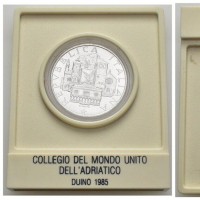 COLLEGIO DEL MONDO UNITO
DELL'ADRIATICO
DUINO 1985